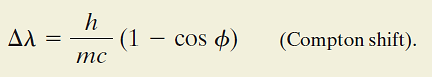 Δλ = h/mc (1 − cos ϕ) (Compton shift).